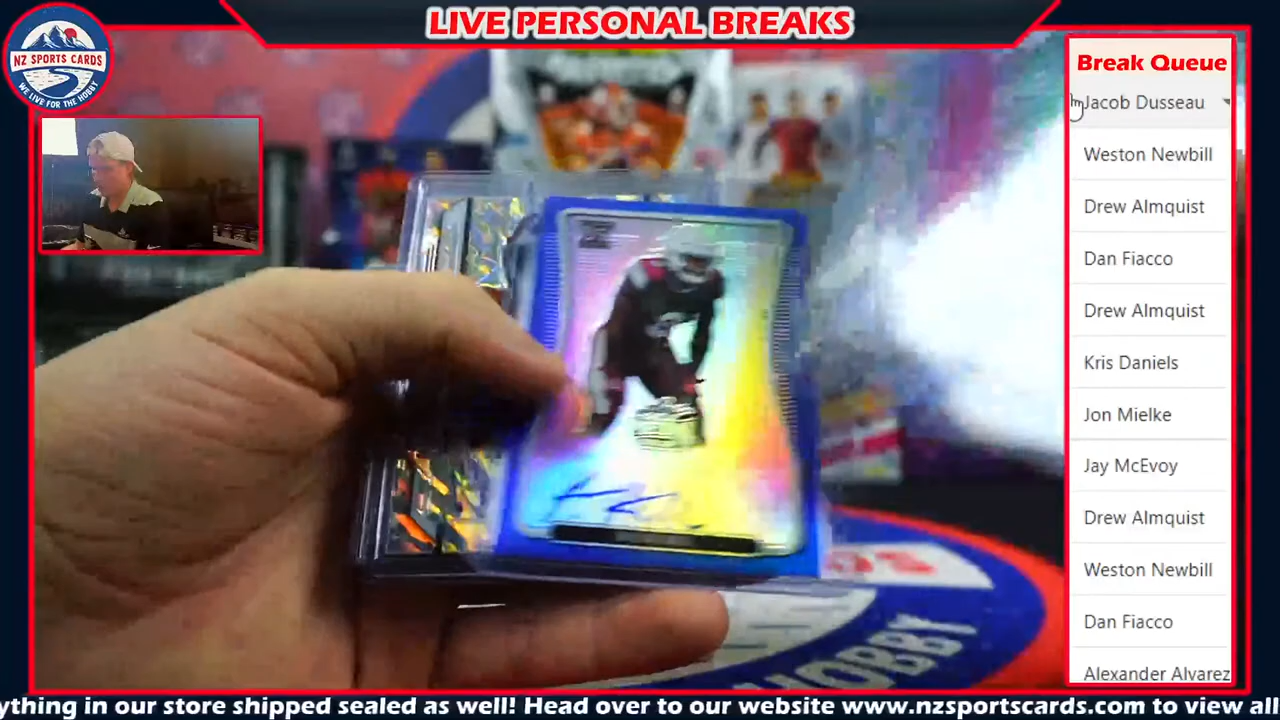 LIVE PERSONAL BREAKS
NZ SPORTS CARDS
WE LIVE FOR THE HOBBY
Break Queue
Jacob Dusseau
Weston Newbill
Drew Almquist
Dan Fiacco
Drew Almquist
Kris Daniels
Jon Mielke
Jay McEvoy
Drew Almquist
Weston Newbill
Dan Fiacco
Alexander Alvarez
HOBBY
ything in our store shipped sealed as well! Head over to our website www.nzsportscards.com to view all